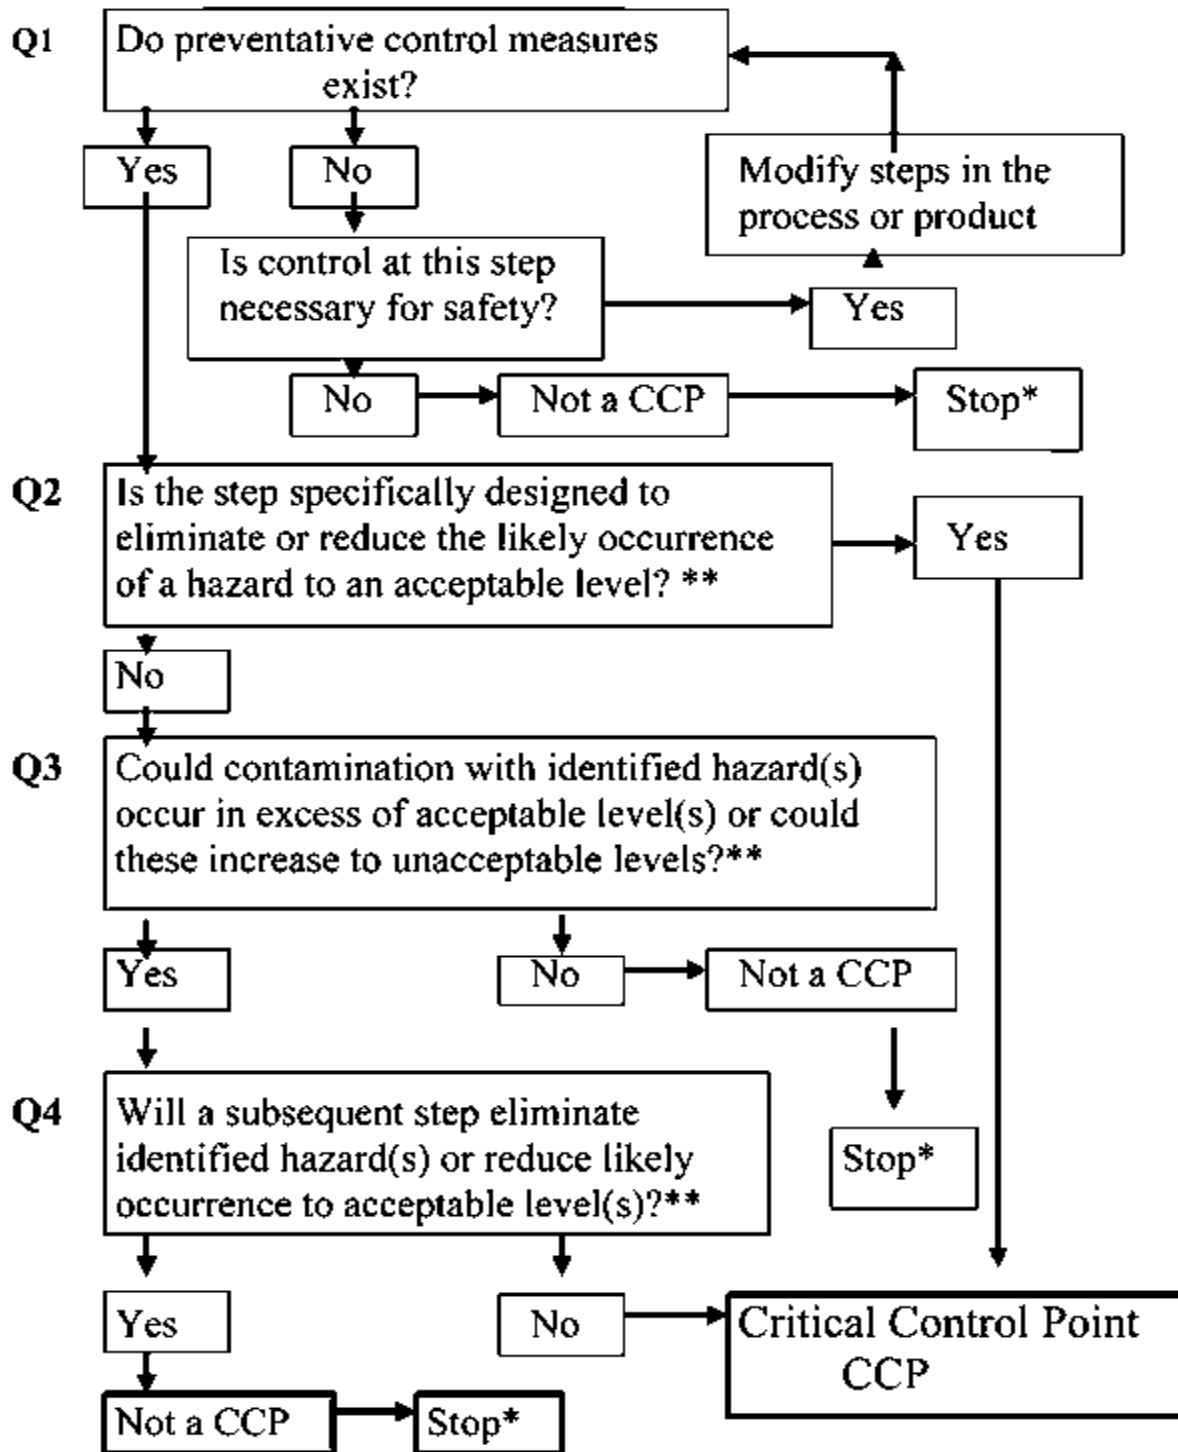 Q1
Do preventative control measures
exist?
Yes
No
Modify steps in the
process or product
Is control at this step
necessary for safety?
Yes
No
Not a CCP
Stop*
Q2
Is the step specifically designed to
eliminate or reduce the likely occurrence
of a hazard to an acceptable level? **
Yes
No
Q3
Could contamination with identified hazard(s)
occur in excess of acceptable level(s) or could
these increase to unacceptable levels?**
Yes
No
Not a CCP
Q4
Will a subsequent step eliminate
identified hazard(s) or reduce likely
occurrence to acceptable level(s)?**
Stop*
Yes
No
Critical Control Point
CCP
Not a CCP
Stop*